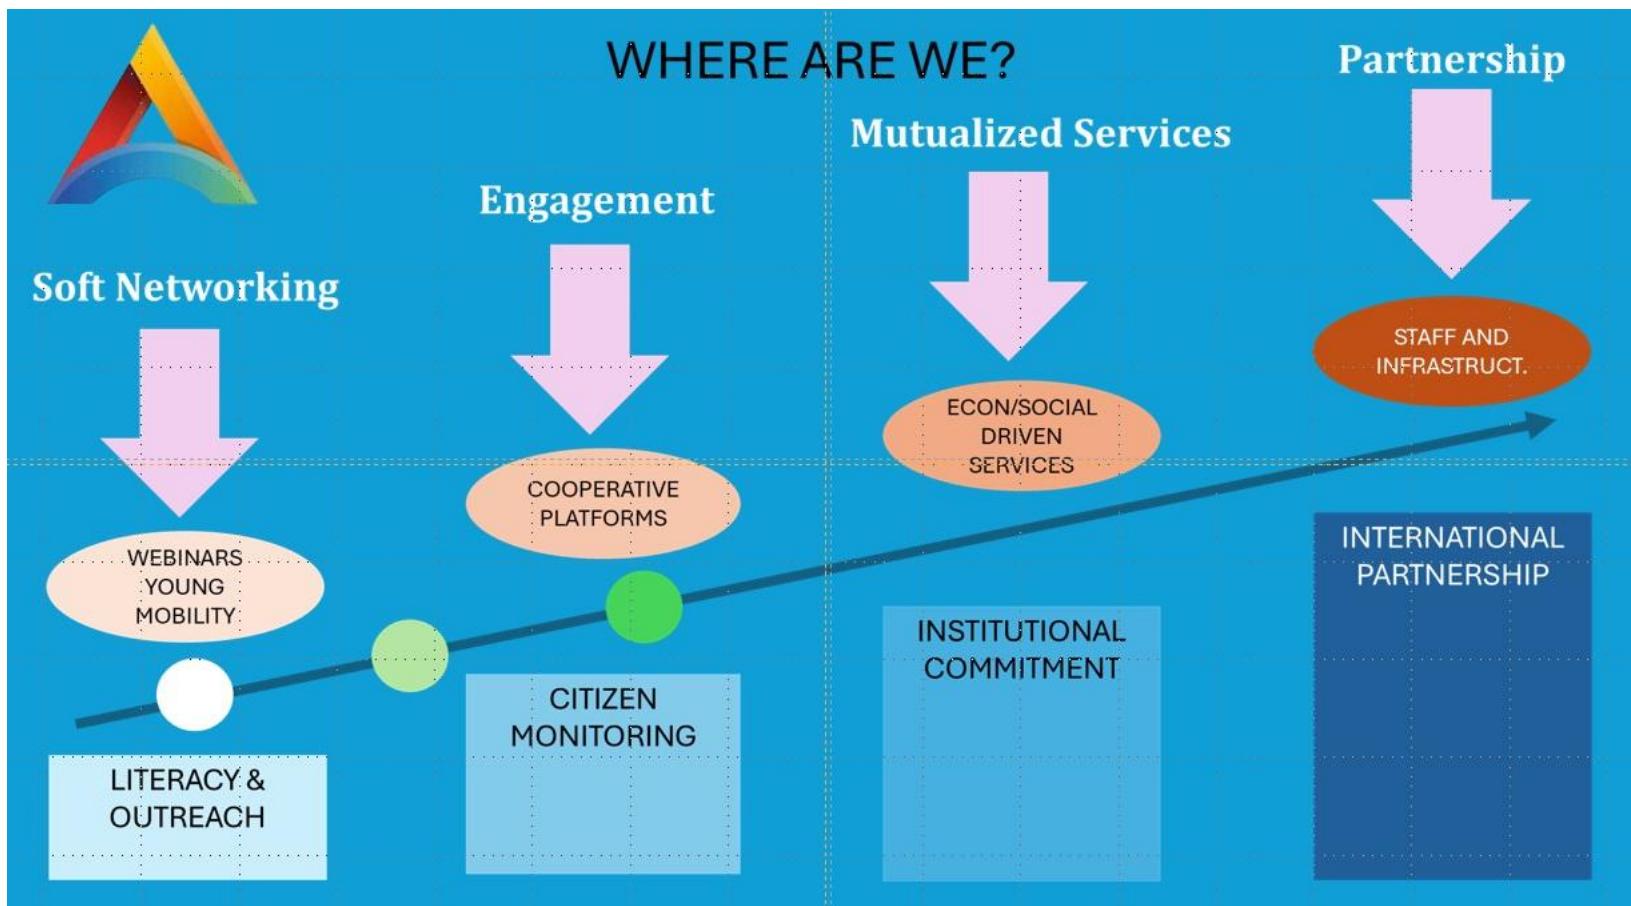 WHERE ARE WE?
Soft Networking
Engagement
Mutualized Services
Partnership
WEBINARS
YOUNG
MOBILITY
COOPERATIVE
PLATFORMS
ECON/SOCIAL
DRIVEN
SERVICES
STAFF AND
INFRASTRUCT.
LITERACY &
OUTREACH
CITIZEN
MONITORING
INSTITUTIONAL
COMMITMENT
INTERNATIONAL
PARTNERSHIP